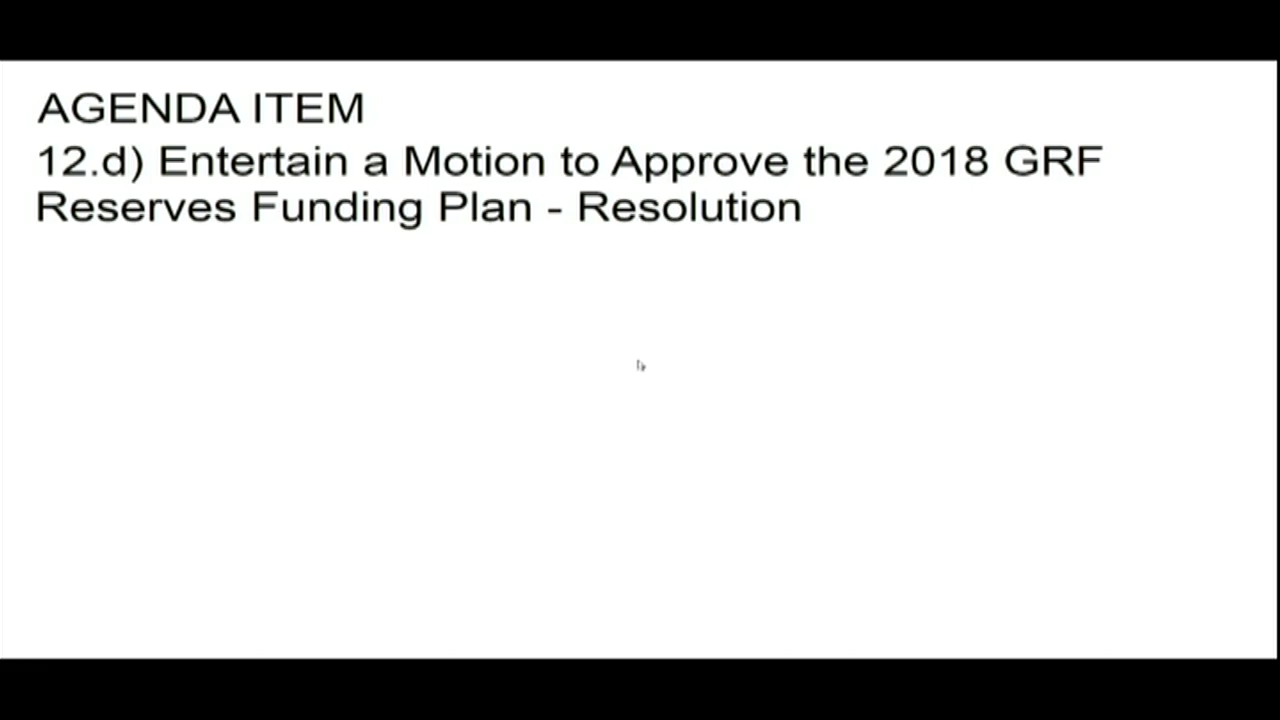 AGENDA ITEM
12.d) Entertain a Motion to Approve the 2018 GRF
Reserves Funding Plan - Resolution